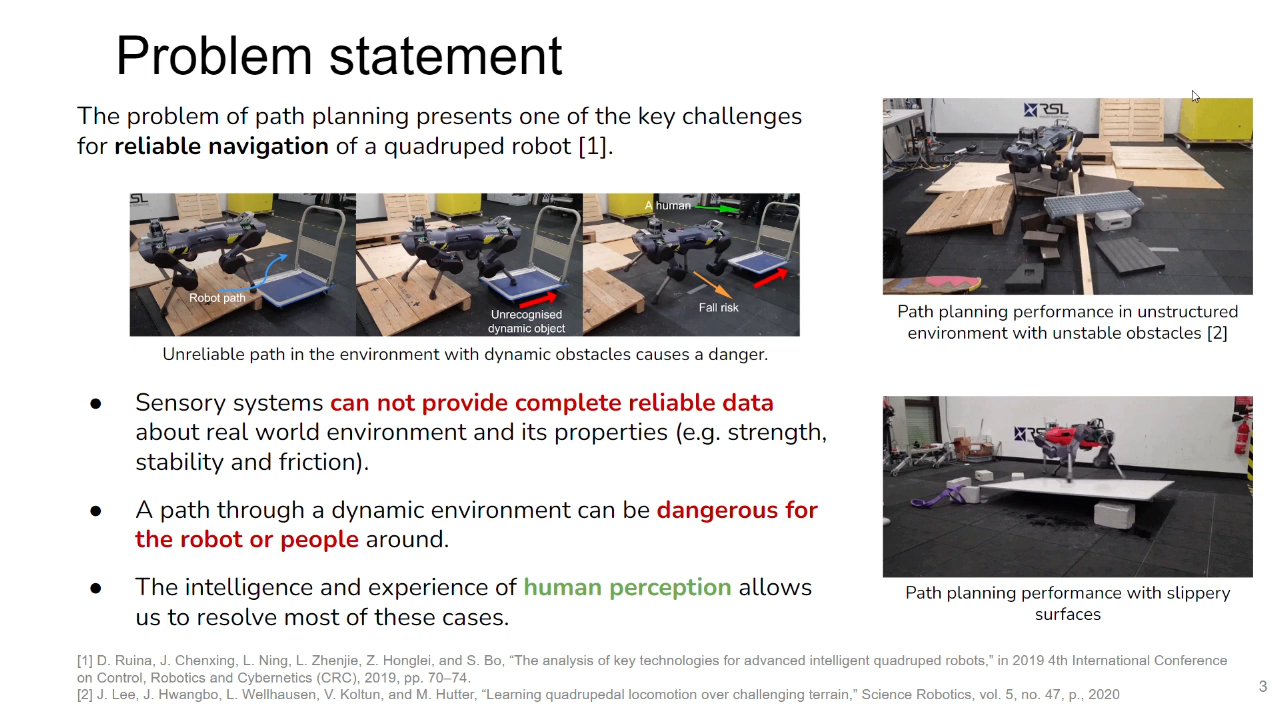 Problem statement
The problem of path planning presents one of the key challenges
for reliable navigation of a quadruped robot [1].
RSL
Robot path
Unrecognised
dynamic object
A human
Fall risk
Unreliable path in the environment with dynamic obstacles causes a danger.
RSL
Path planning performance in unstructured
environment with unstable obstacles [2]
● Sensory systems can not provide complete reliable data
about real world environment and its properties (e.g. strength,
stability and friction).
● A path through a dynamic environment can be dangerous for
the robot or people around.
● The intelligence and experience of human perception allows
us to resolve most of these cases.
Path planning performance with slippery
surfaces
[1] D. Ruina, J. Chenxing, L. Ning, L. Zhenjie, Z. Honglei, and S. Bo, “The analysis of key technologies for advanced intelligent quadruped robots,” in 2019 4th International Conference
on Control, Robotics and Cybernetics (CRC), 2019, pp. 70–74.
[2] J. Lee, J. Hwangbo, L. Wellhausen, V. Koltun, and M. Hutter, “Learning quadrupedal locomotion over challenging terrain,” Science Robotics, vol. 5, no. 47, p., 2020
3